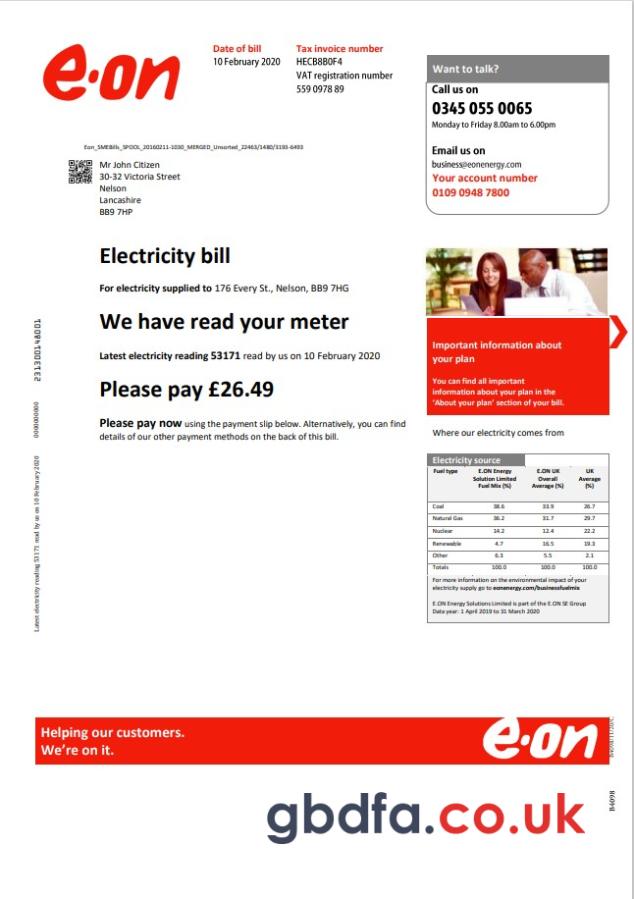 e·on
Date of bill
10 February 2020
Tax invoice number
HECB8B0F4
VAT registration number
559 0978 89
Want to talk?
Call us on
0345 055 0065
Monday to Friday 8.00am to 6.00pm
Email us on
business@eonenergy.com
Your account number
0109 0948 7800
Eon_SMEBills_SPOOL_20160211-1030_MERGED_Unsorted_22463/1480/3193-6493
Mr John Citizen
30-32 Victoria Street
Nelson
Lancashire
BB9 7HP
Electricity bill
For electricity supplied to 176 Every St., Nelson, BB9 7HG
We have read your meter
Latest electricity reading 53171 read by us on 10 February 2020
Please pay £26.49
Please pay now using the payment slip below. Alternatively, you can find
details of our other payment methods on the back of this bill.
Important information about
your plan
You can find all important
information about your plan in the
'About your plan' section of your bill.
Where our electricity comes from
Electricity source
Fuel type E.ON Energy Solution Limited Fuel Mix (%) E.ON UK Overall Average (%) UK Average (%)
Coal 38.6 33.9 26.7
Natural Gas 36.2 31.7 29.7
Nuclear 14.2 12.4 22.2
Renewable 4.7 16.5 19.3
Other 6.3 5.5 2.1
Totals 100.0 100.0 100.0
For more information on the environmental impact of your
electricity supply go to eonenergy.com/businessfuelmix
E.ON Energy Solutions Limited is part of the E.ON SE Group
Data year: 1 April 2019 to 31 March 2020
Latest electricity reading 53171 read by us on 10 February 2020 0000000000 231300148001
Helping our customers.
We're on it.
e·on
B4098
gbdfa.co.uk